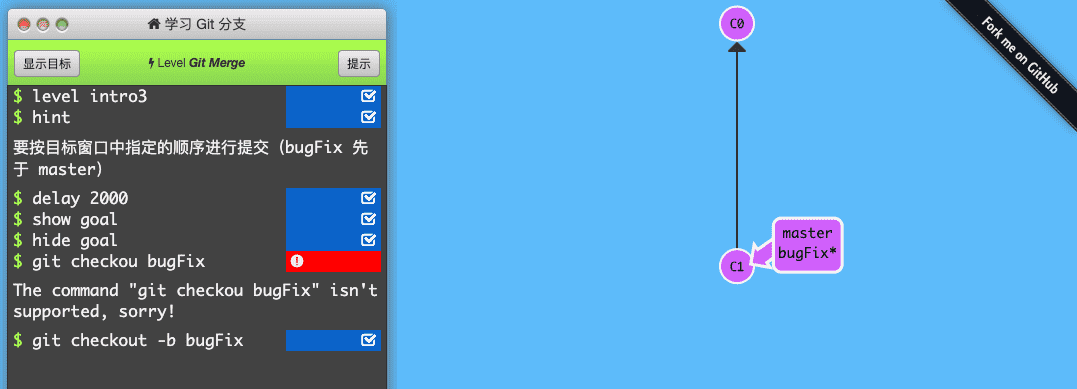 学习 Git 分支
显示目标
Level Git Merge
提示
$ level intro3
$ hint
要按目标窗口中指定的顺序进行提交（bugFix 先
于 master）
$ delay 2000
$ show goal
$ hide goal
$ git checkou bugFix
The command "git checkou bugFix" isn't
supported, sorry!
$ git checkout -b bugFix
C0
master
bugFix*
C1
Fork me on GitHub